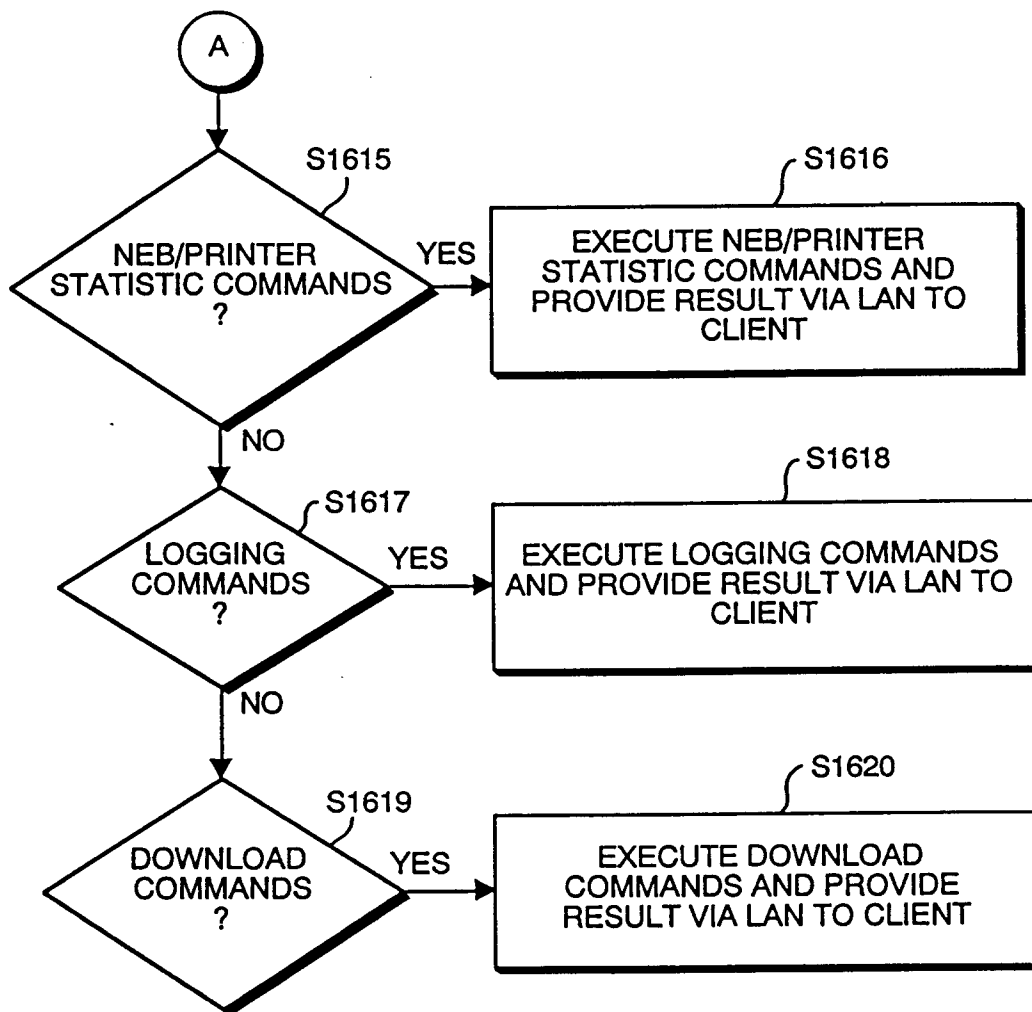 A
S1615
NEB/PRINTER
STATISTIC COMMANDS
?
YES
S1616
EXECUTE NEB/PRINTER
STATISTIC COMMANDS AND
PROVIDE RESULT VIA LAN TO
CLIENT
NO
S1617
LOGGING
COMMANDS
?
YES
S1618
EXECUTE LOGGING COMMANDS
AND PROVIDE RESULT VIA LAN TO
CLIENT
NO
S1619
DOWNLOAD
COMMANDS
?
YES
S1620
EXECUTE DOWNLOAD
COMMANDS AND PROVIDE
RESULT VIA LAN TO CLIENT